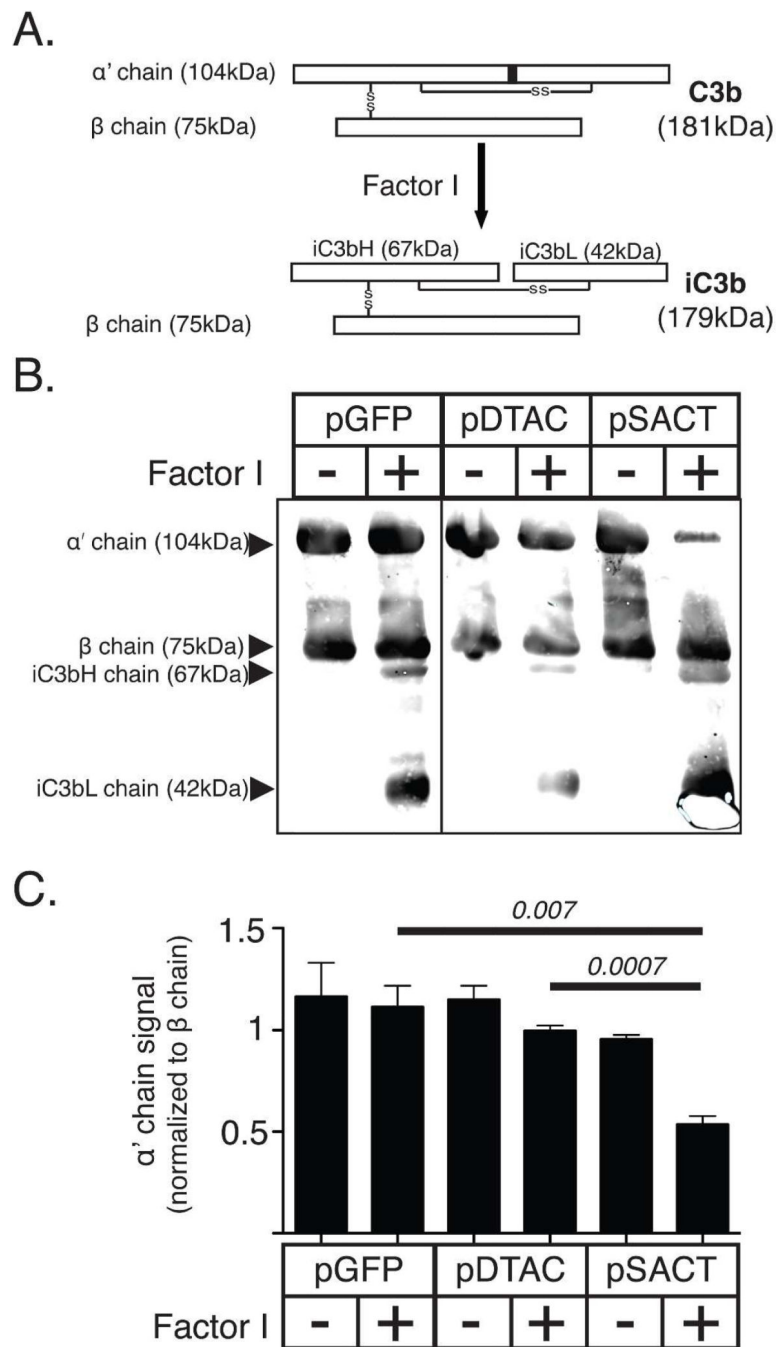 A.
α' chain (104kDa)
s
s
ss
C3b
β chain (75kDa)
(181kDa)
Factor I
iC3bH (67kDa) iC3bL (42kDa)
iC3b
s
s
ss
(179kDa)
β chain (75kDa)
B.
pGFP pDTAC pSACT
Factor I - + - + - +
α' chain (104kDa)
β chain (75kDa)
iC3bH chain (67kDa)
iC3bL chain (42kDa)
C.
0.007
0.0007
1.5
1
0.5
α' chain signal
(normalized to β chain)
pGFP pDTAC pSACT
Factor I - + - + - +